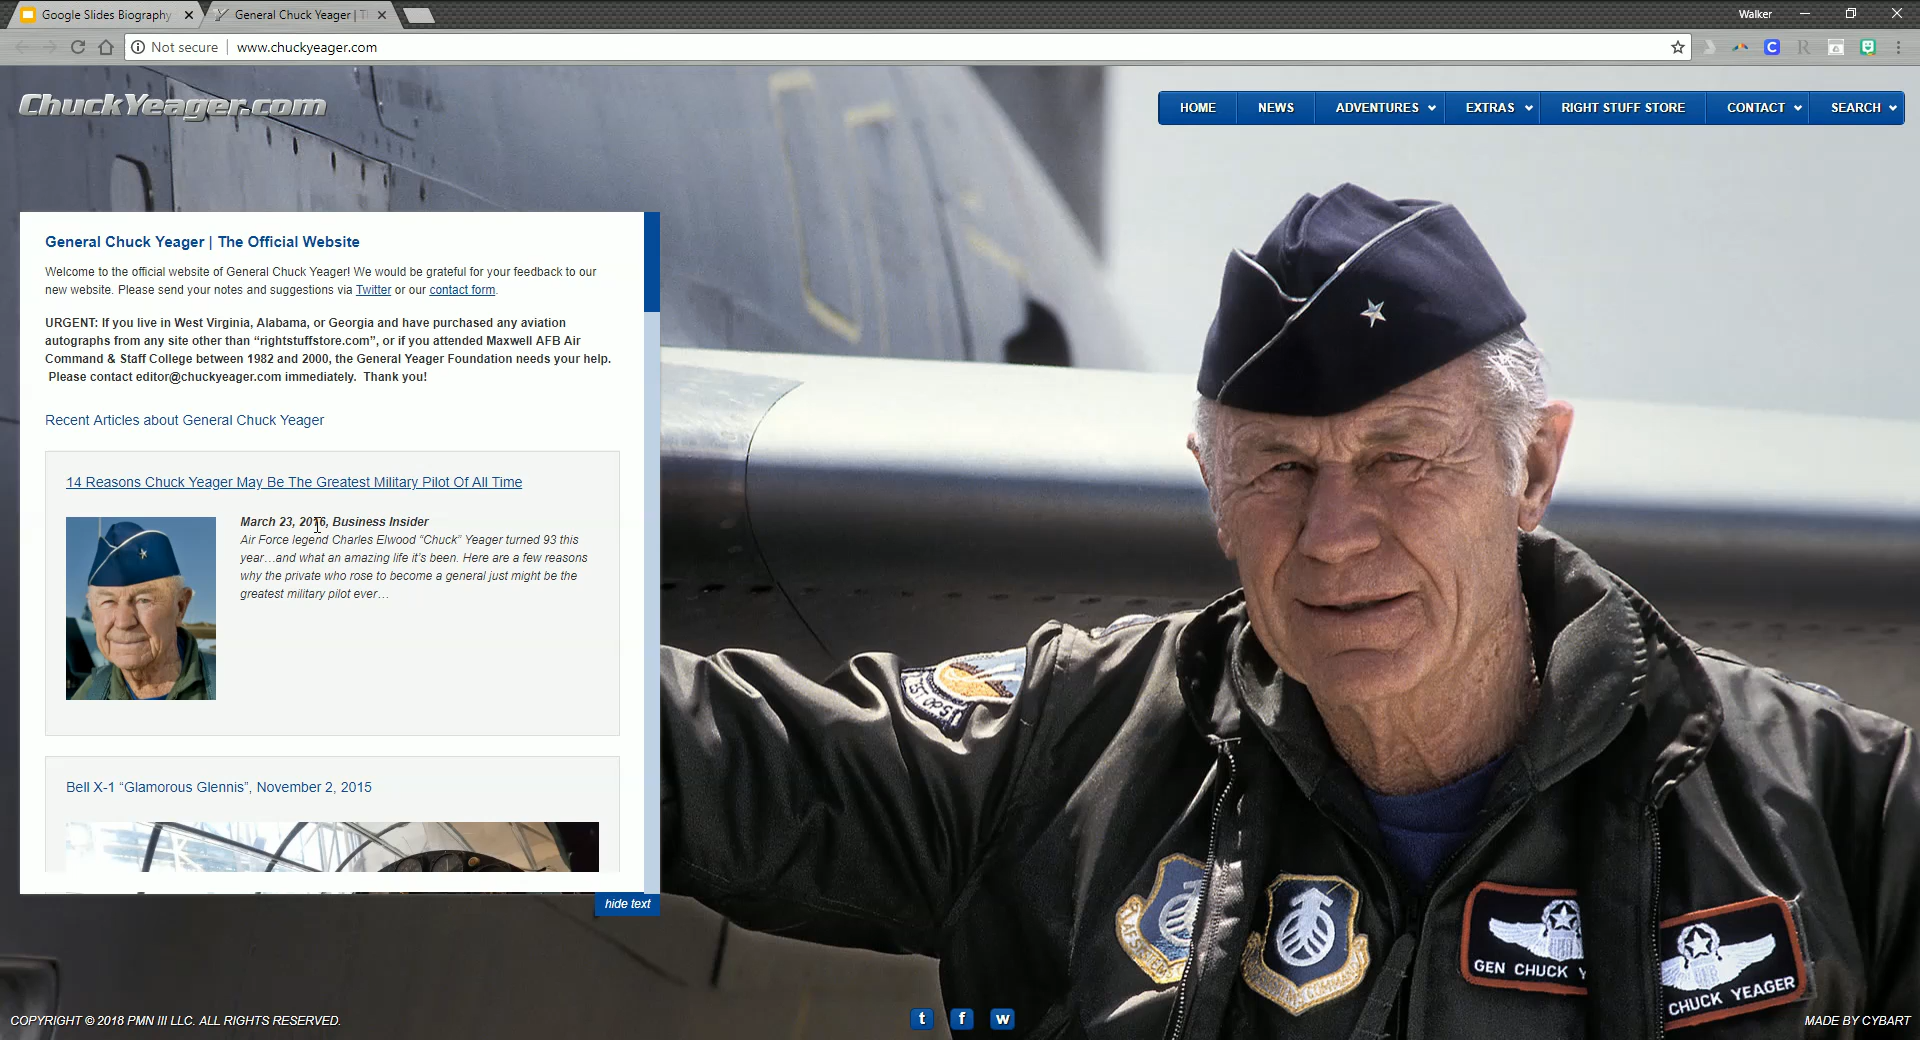 Google Slides Biography
General Chuck Yeager | T
Walker
Not secure
www.chuckyeager.com
ChuckYeager.com
HOME
NEWS
ADVENTURES
EXTRAS
RIGHT STUFF STORE
CONTACT
SEARCH
General Chuck Yeager | The Official Website
Welcome to the official website of General Chuck Yeager! We would be grateful for your feedback to our
new website. Please send your notes and suggestions via Twitter or our contact form.
URGENT: If you live in West Virginia, Alabama, or Georgia and have purchased any aviation
autographs from any site other than “rightstuffstore.com”, or if you attended Maxwell AFB Air
Command & Staff College between 1982 and 2000, the General Yeager Foundation needs your help.
Please contact editor@chuckyeager.com immediately.  Thank you!
Recent Articles about General Chuck Yeager
14 Reasons Chuck Yeager May Be The Greatest Military Pilot Of All Time
March 23, 2016, Business Insider
Air Force legend Charles Elwood “Chuck” Yeager turned 93 this
year…and what an amazing life it’s been. Here are a few reasons
why the private who rose to become a general just might be the
greatest military pilot ever…
Bell X-1 “Glamorous Glennis”, November 2, 2015
hide text
GEN CHUCK Y
CHUCK YEAGER
COPYRIGHT © 2018 PMN III LLC. ALL RIGHTS RESERVED.
t
f
w
MADE BY CYBART